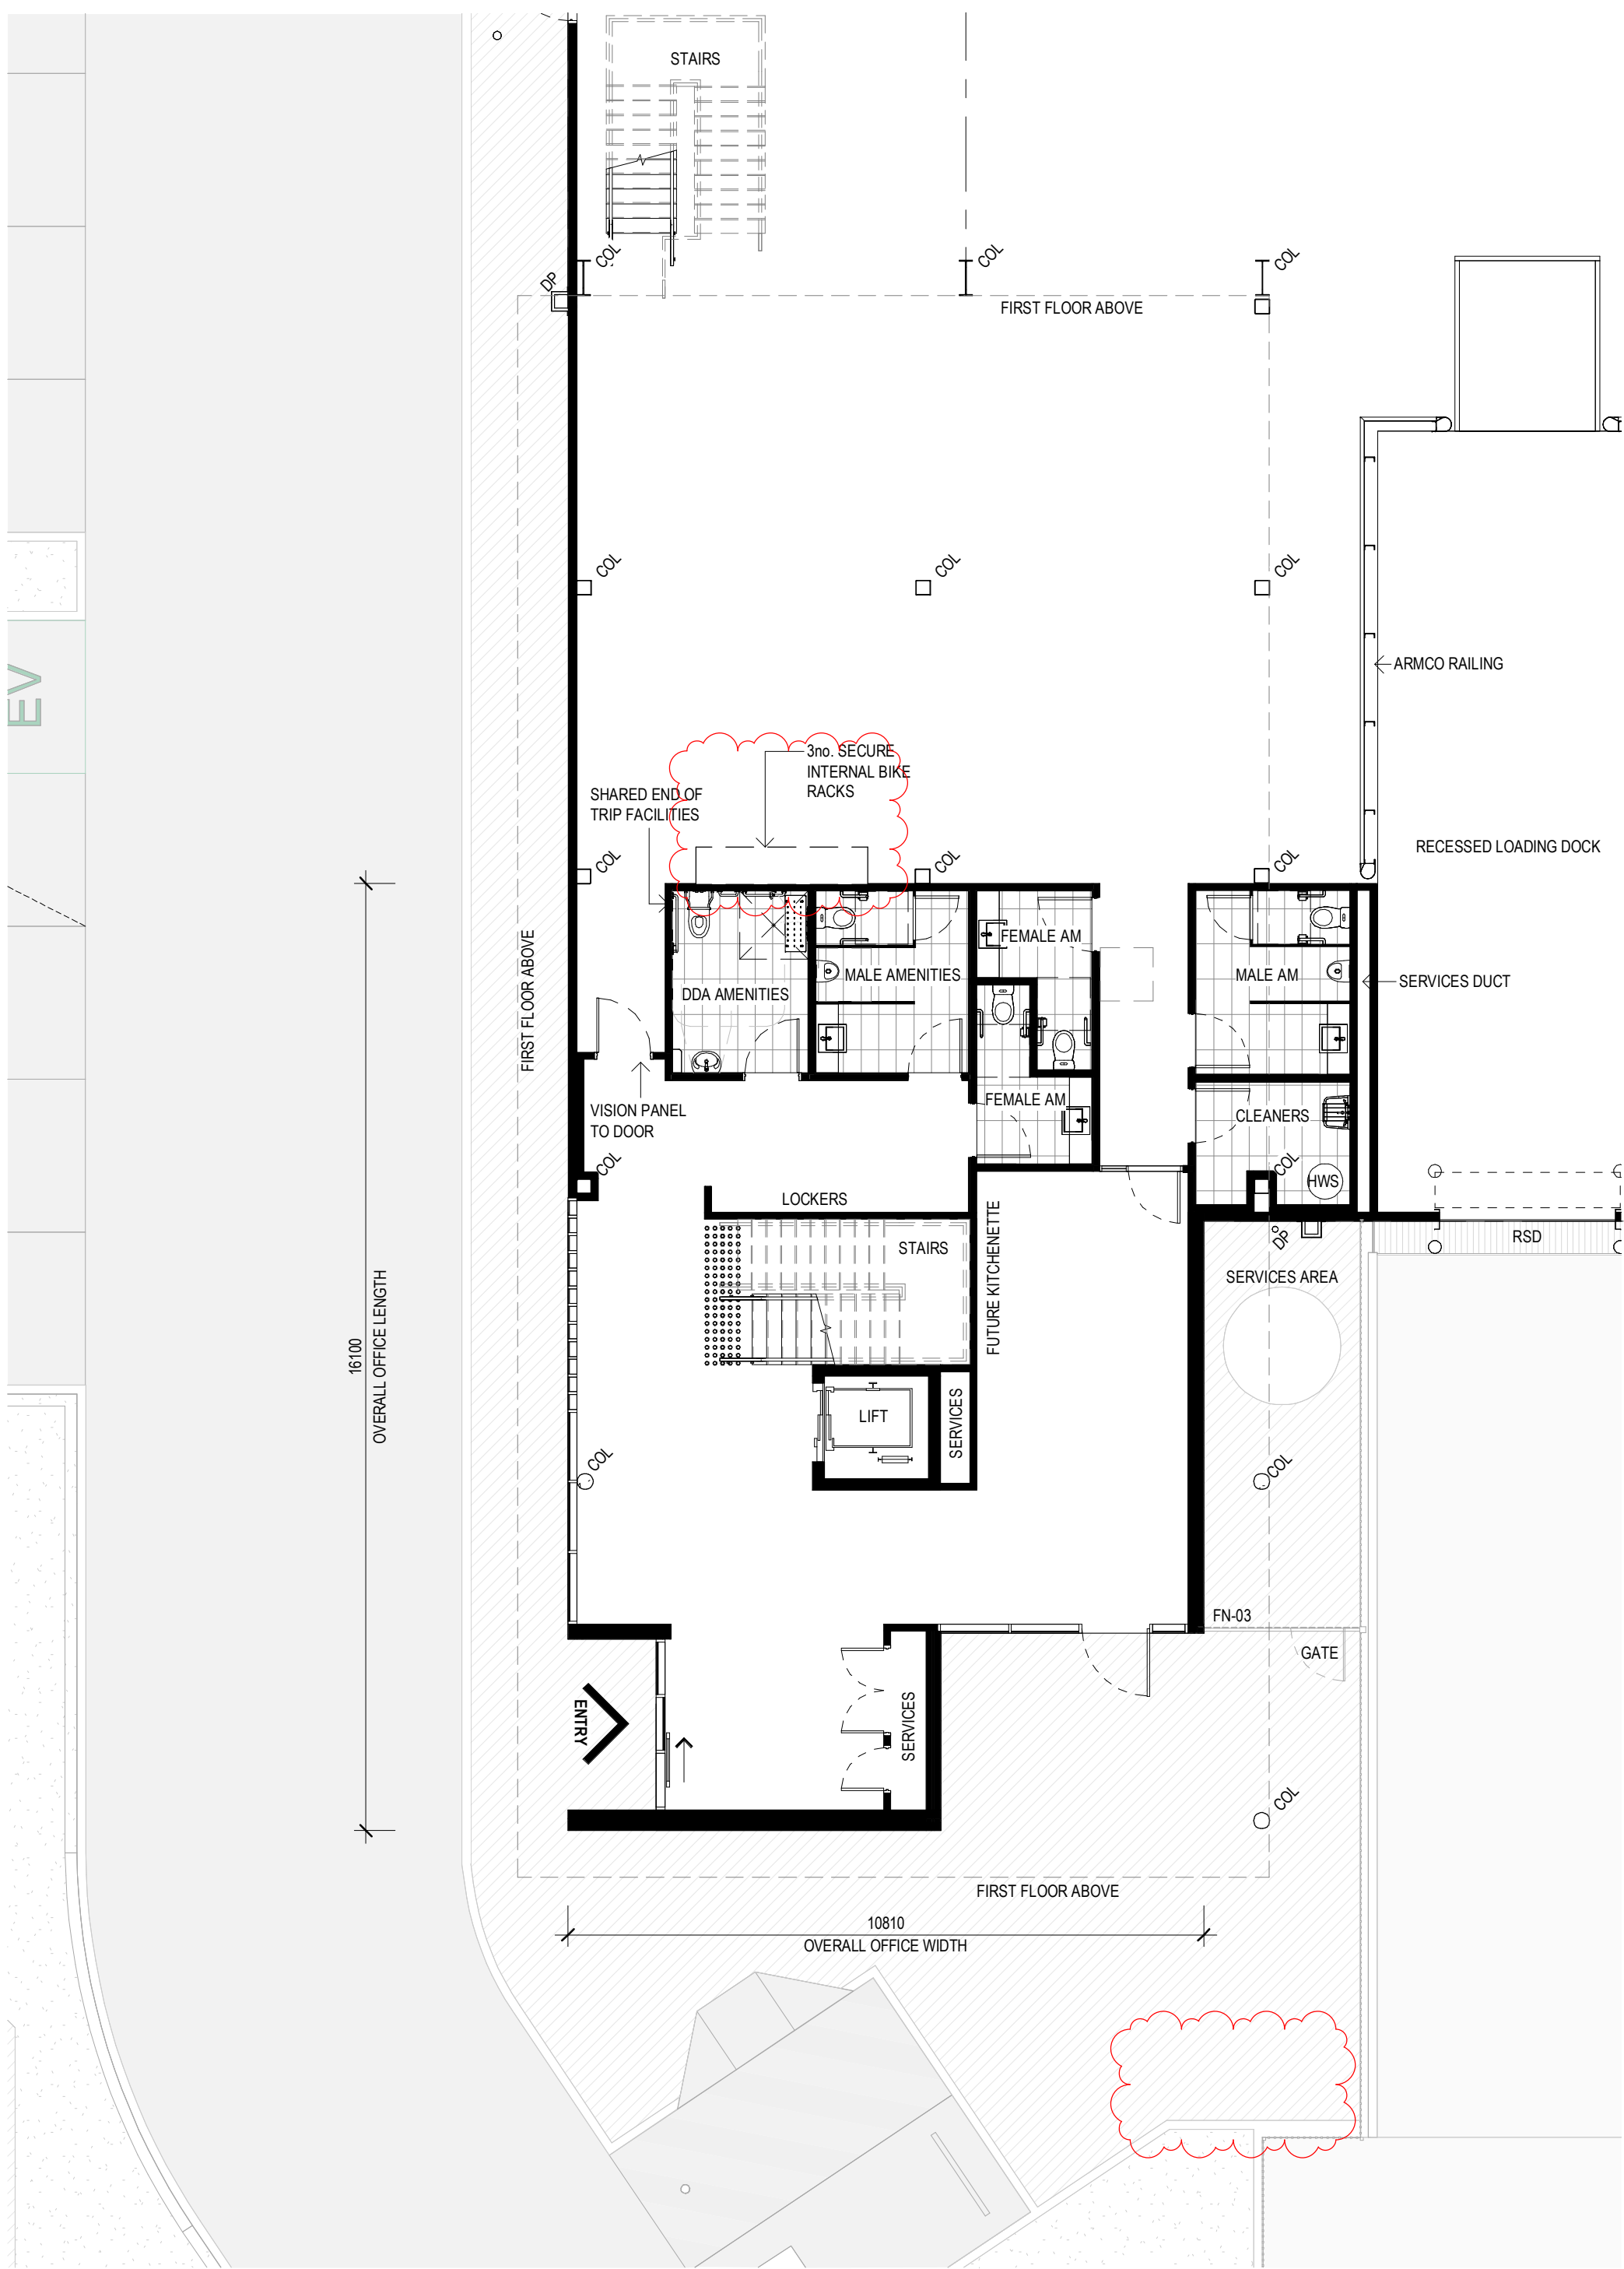 STAIRS
COL
COL
COL
DP
FIRST FLOOR ABOVE
COL
COL
COL
EV
ARMCO RAILING
3no. SECURE
INTERNAL BIKE
RACKS
SHARED END OF
TRIP FACILITIES
RECESSED LOADING DOCK
COL
COL
COL
FIRST FLOOR ABOVE
FEMALE AM
MALE AMENITIES
MALE AM
SERVICES DUCT
DDA AMENITIES
FEMALE AM
VISION PANEL
TO DOOR
CLEANERS
COL
COL
HWS
LOCKERS
STAIRS
FUTURE KITCHENETTE
DP
RSD
SERVICES AREA
16100
OVERALL OFFICE LENGTH
LIFT
SERVICES
COL
COL
FN-03
GATE
ENTRY
SERVICES
COL
FIRST FLOOR ABOVE
10810
OVERALL OFFICE WIDTH